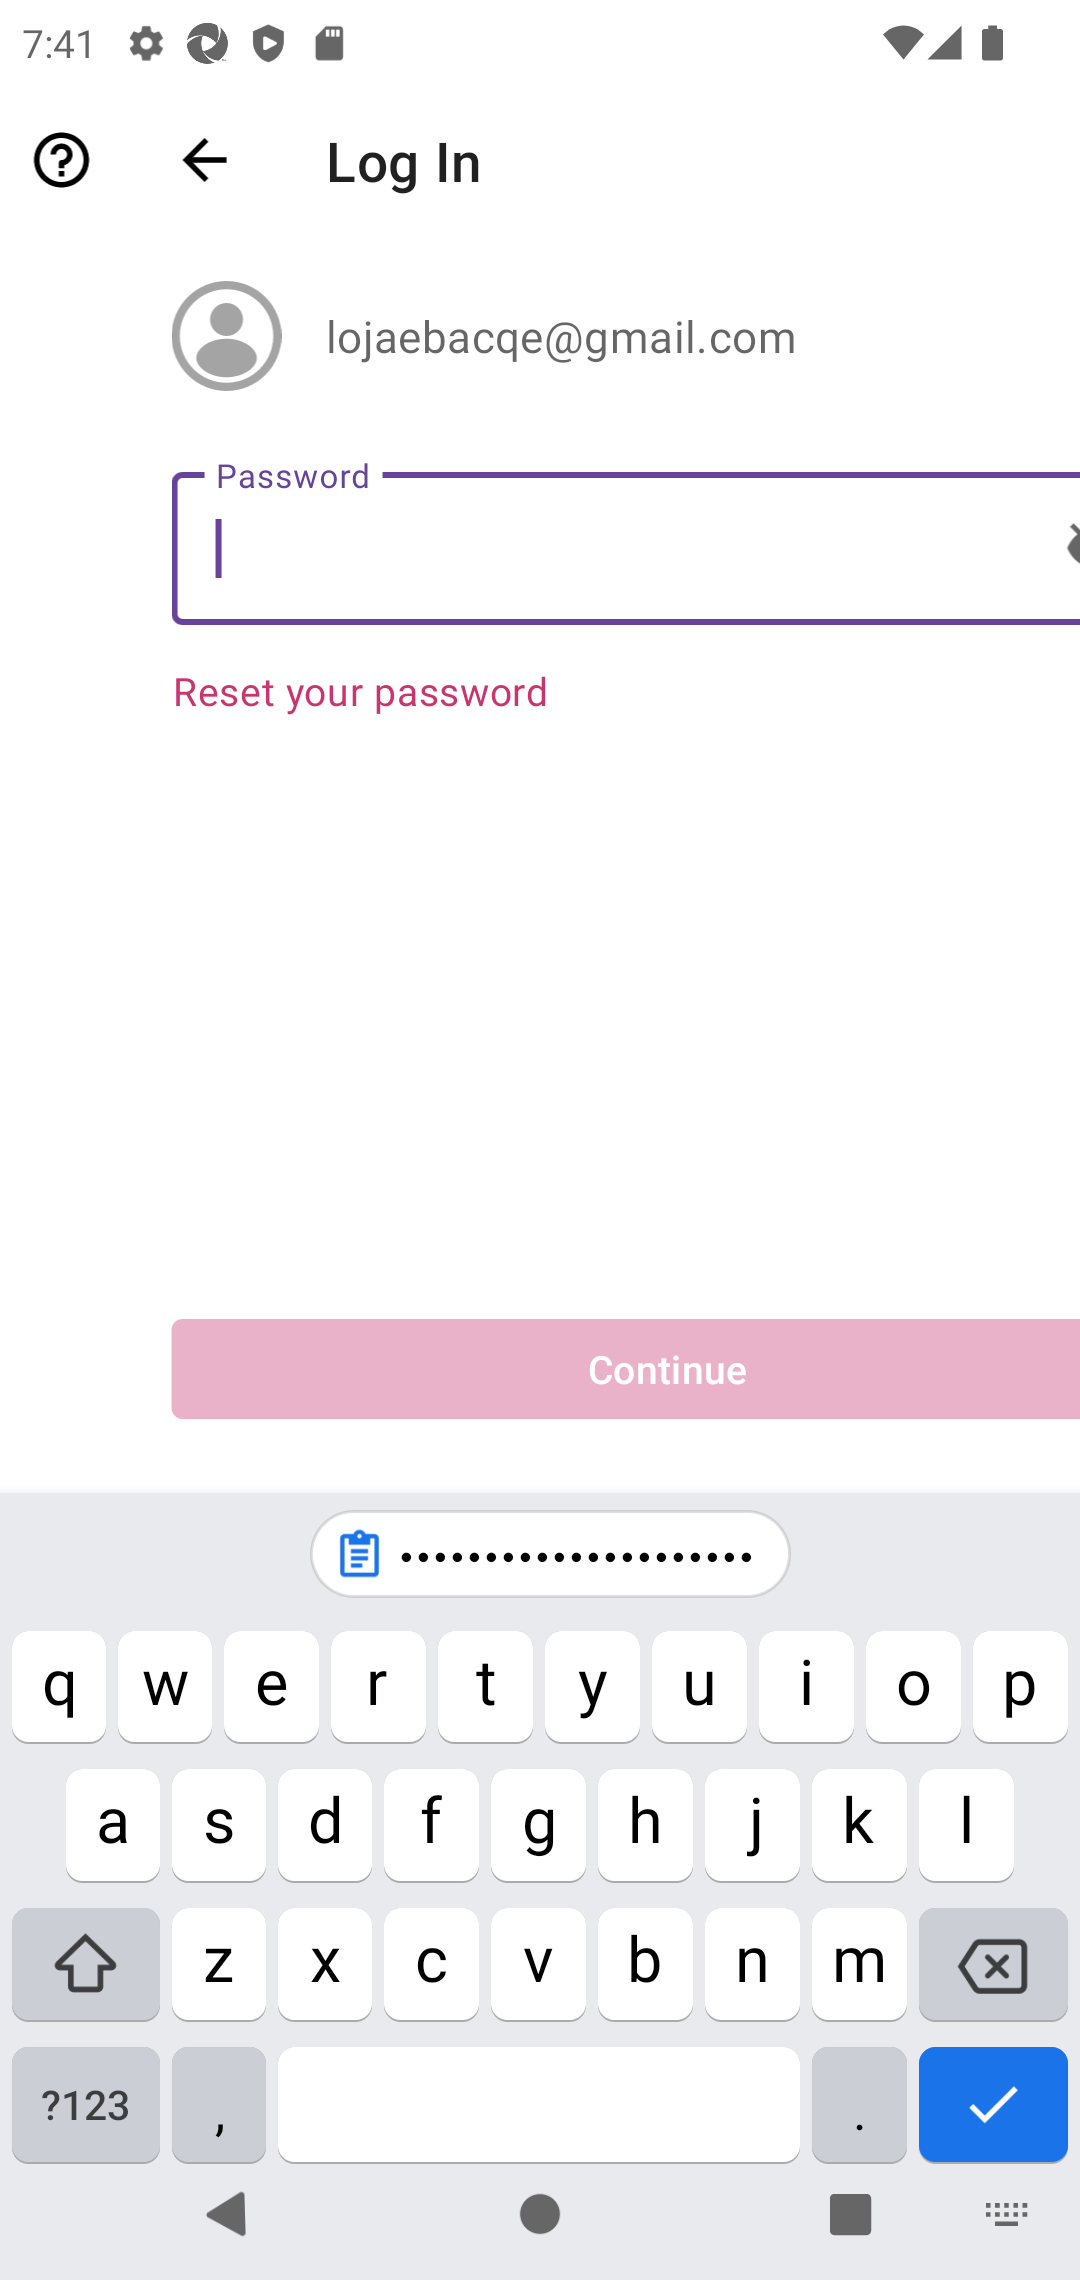 7:41
Log In
lojaebacqe@gmail.com
Password
Reset your password
Continue
•••••••••••••••••••••
q w e r t y u i o p
a s d f g h j k l
z x c v b n m
?123 , .